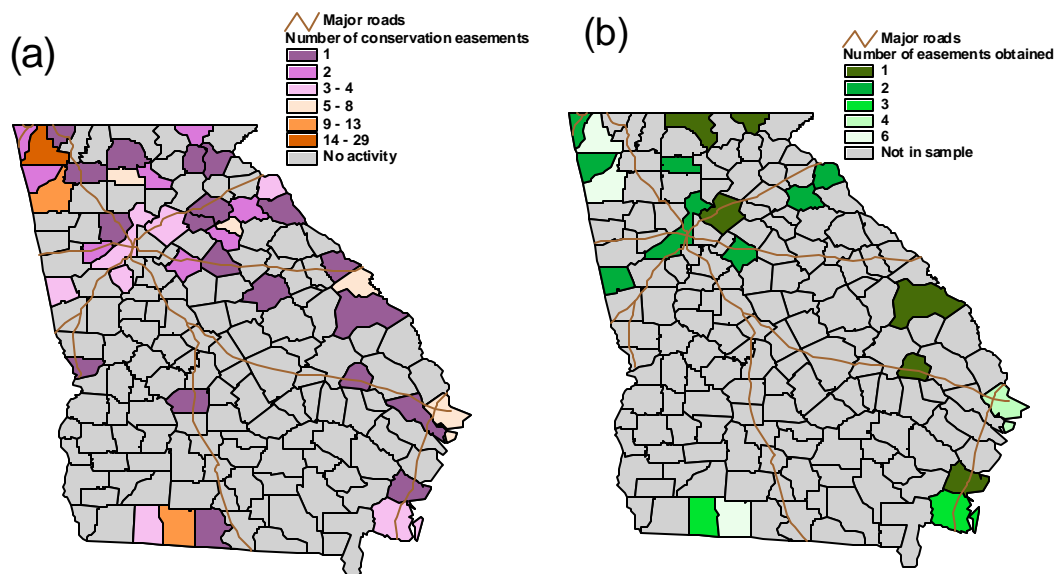 (a)
Major roads
Number of conservation easements
1
2
3 - 4
5 - 8
9 - 13
14 - 29
No activity
(b)
Major roads
Number of easements obtained
1
2
3
4
6
Not in sample